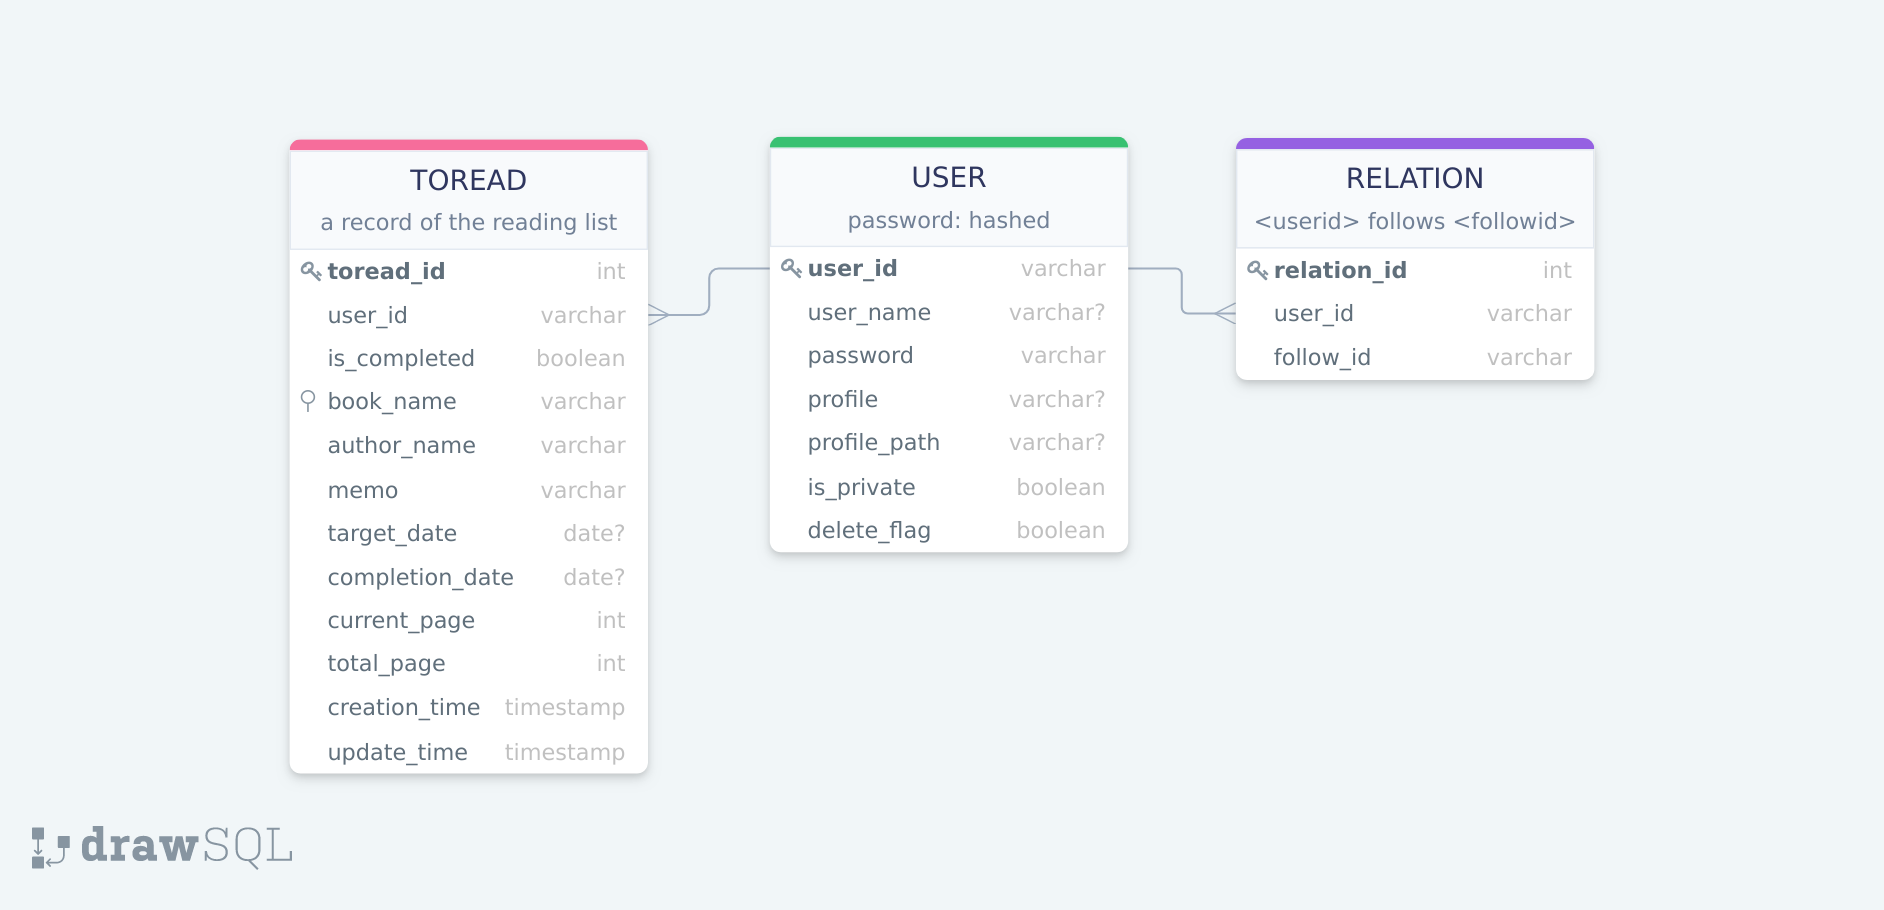 TOREAD
a record of the reading list
toread_id int
user_id varchar
is_completed boolean
book_name varchar
author_name varchar
memo varchar
target_date date?
completion_date date?
current_page int
total_page int
creation_time timestamp
update_time timestamp
USER
password: hashed
user_id varchar
user_name varchar?
password varchar
profile varchar?
profile_path varchar?
is_private boolean
delete_flag boolean
RELATION
<userid> follows <followid>
relation_id int
user_id varchar
follow_id varchar
drawSQL